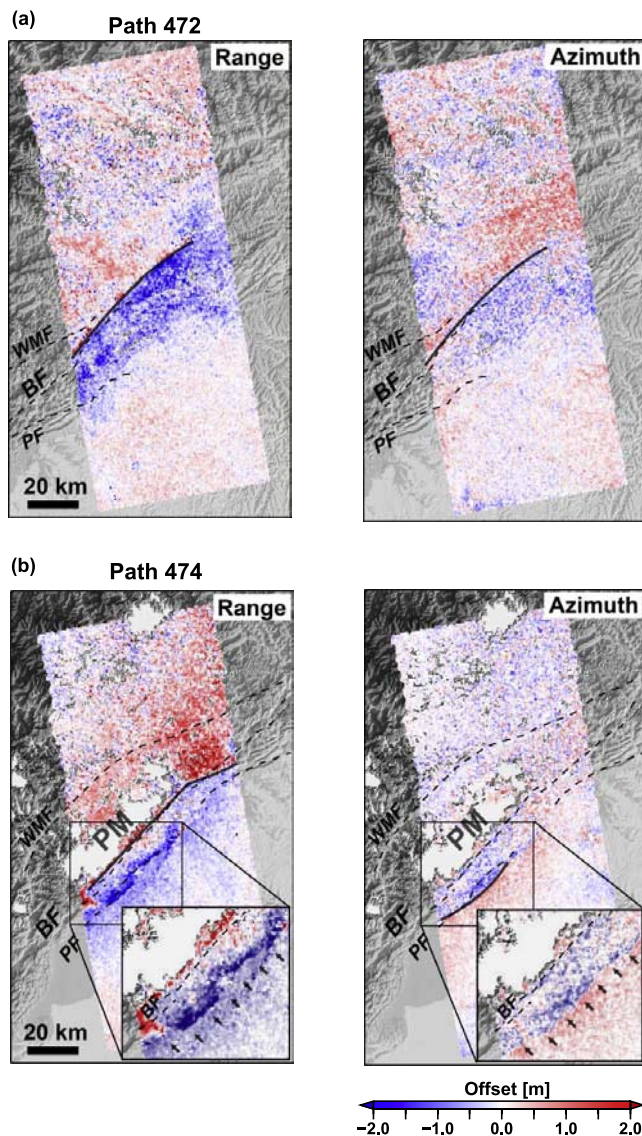 (a)
Path 472
Range
Azimuth
WMF
BF
PF
20 km
WMF
BF
PF
(b)
Path 474
Range
Azimuth
PM
WMF
BF
PF
BF
20 km
PM
WMF
BF
PF
BF
Offset [m]
-2.0 -1.0 0.0 1.0 2.0